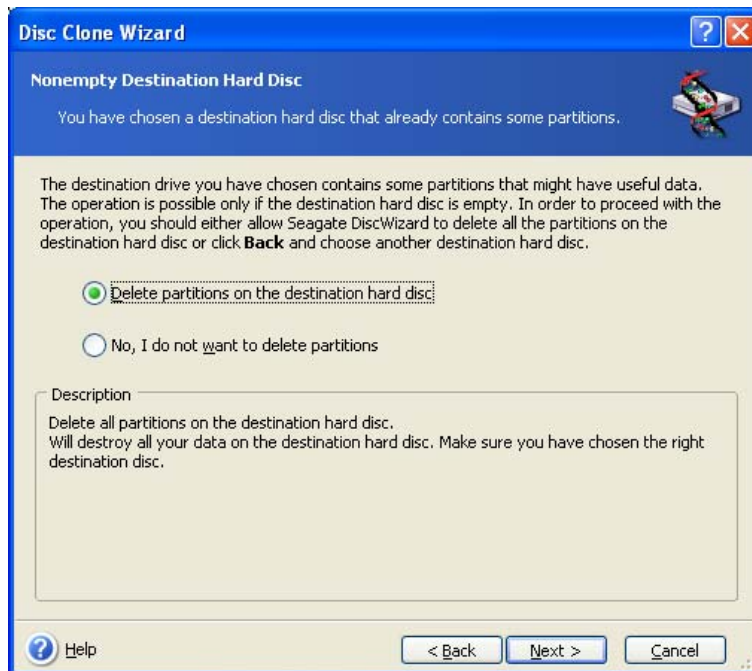 Disc Clone Wizard
Nonempty Destination Hard Disc
You have chosen a destination hard disc that already contains some partitions.
The destination drive you have chosen contains some partitions that might have useful data.
The operation is possible only if the destination hard disc is empty. In order to proceed with the
operation, you should either allow Seagate DiscWizard to delete all the partitions on the
destination hard disc or click Back and choose another destination hard disc.
Delete partitions on the destination hard disc
No, I do not want to delete partitions
Description
Delete all partitions on the destination hard disc.
Will destroy all your data on the destination hard disc. Make sure you have chosen the right
destination disc.
Help
< Back
Next >
Cancel